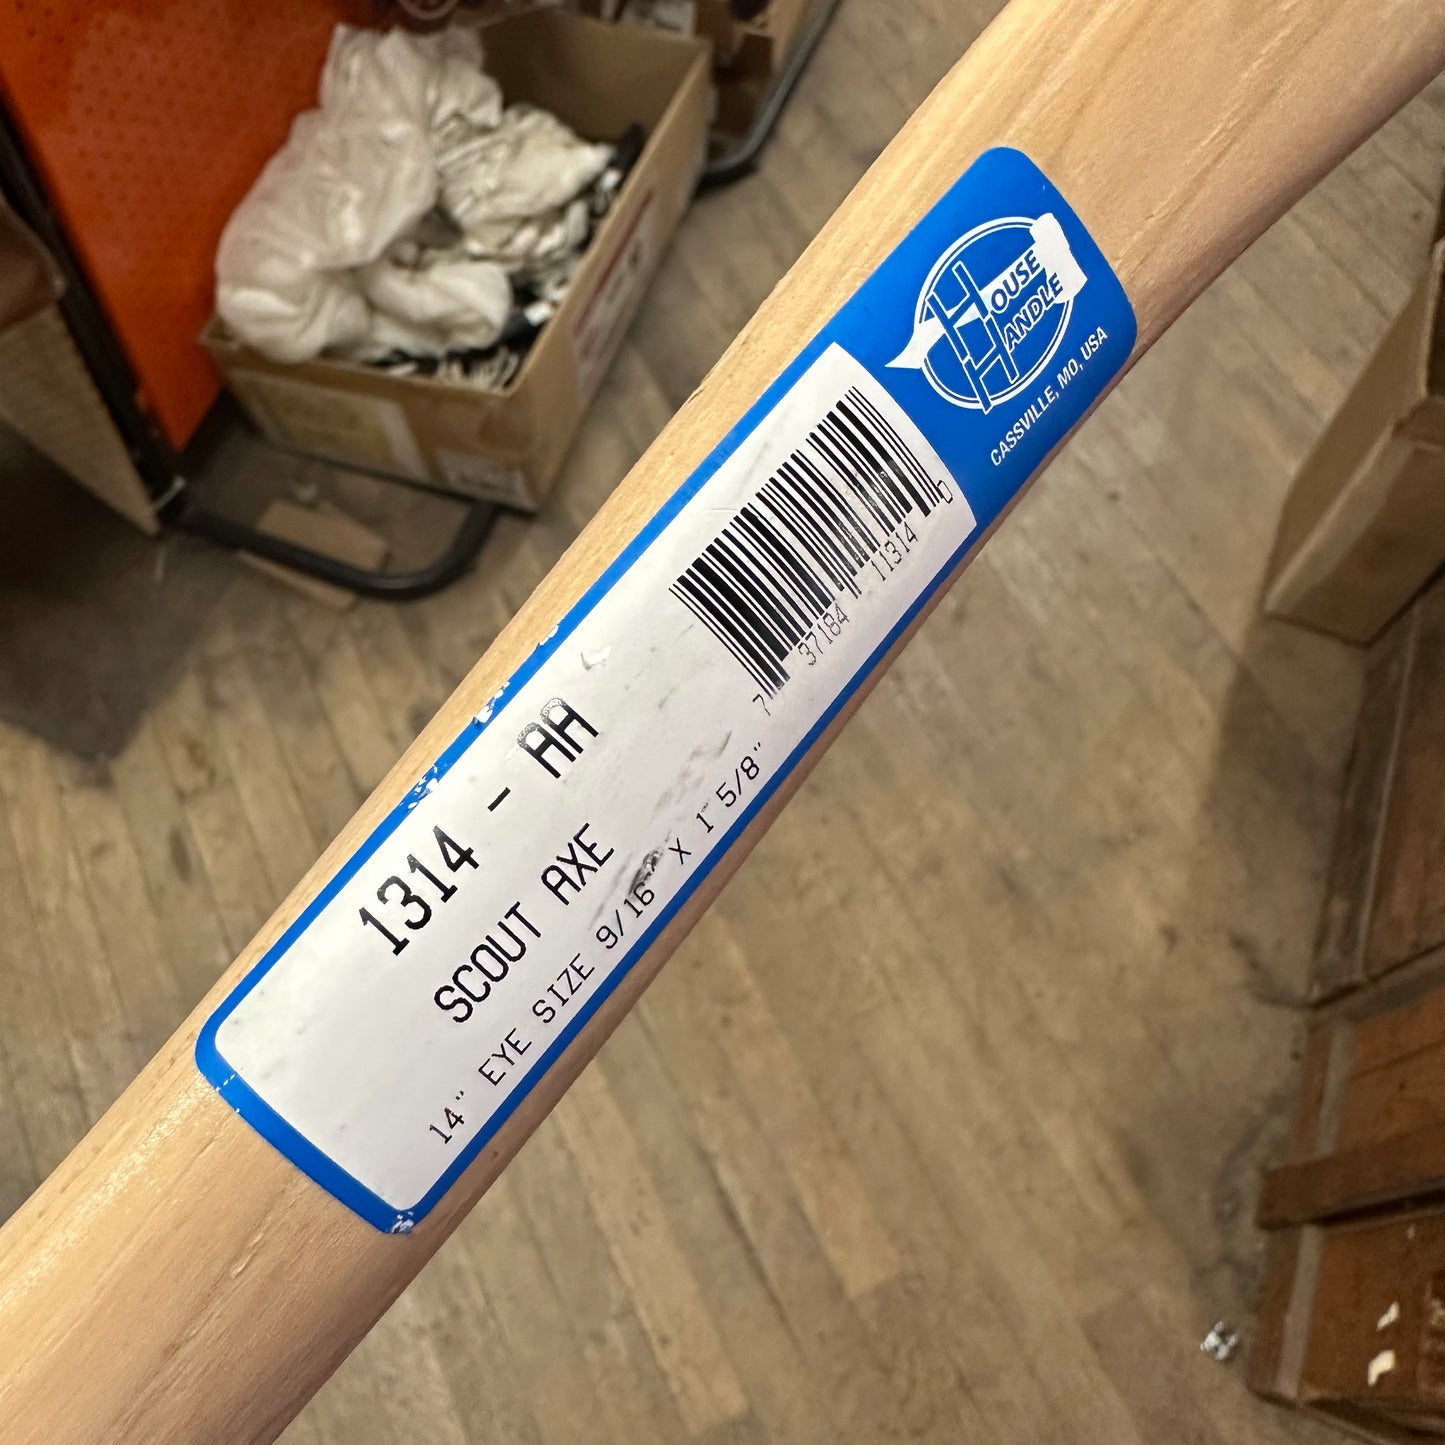 HOUSE
HANDLE
CASSVILLE, MO, USA
7 37184 11314 0
1314 - AA
SCOUT AXE
14" EYE SIZE 9/16" X 1 5/8"